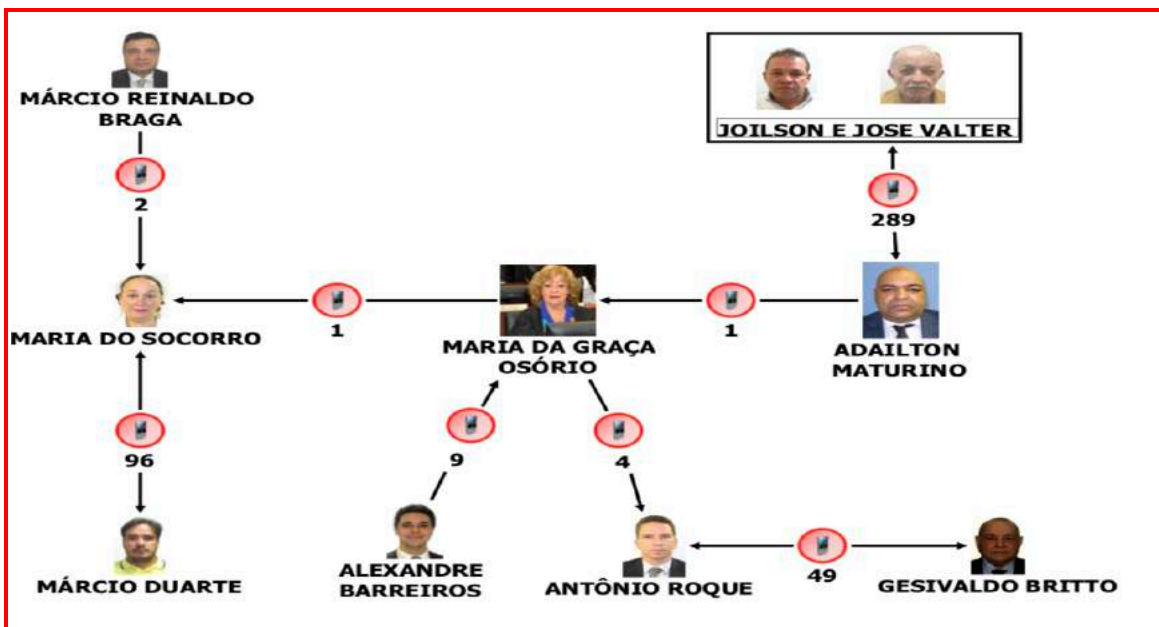 MÁRCIO REINALDO
BRAGA
JOILSON E JOSE VALTER
2
289
MARIA DO SOCORRO
1
MARIA DA GRAÇA
OSÓRIO
1
ADAILTON
MATURINO
96
9
4
MÁRCIO DUARTE
ALEXANDRE
BARREIROS
ANTÔNIO ROQUE
49
GESIVALDO BRITTO